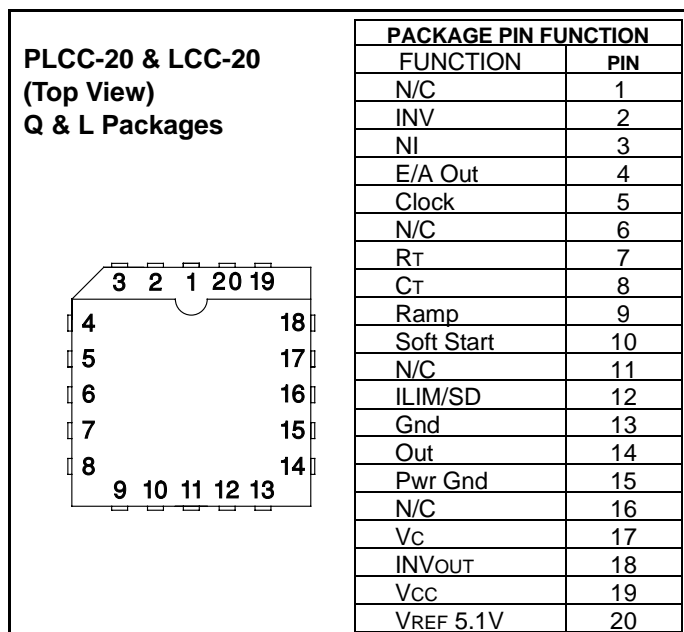 PLCC-20 & LCC-20
(Top View)
Q & L Packages
3 2 1 20 19
4 18
5 17
6 16
7 15
8 14
9 10 11 12 13
PACKAGE PIN FUNCTION
FUNCTION PIN
N/C 1
INV 2
NI 3
E/A Out 4
Clock 5
N/C 6
RT 7
CT 8
Ramp 9
Soft Start 10
N/C 11
ILIM/SD 12
Gnd 13
Out 14
Pwr Gnd 15
N/C 16
VC 17
INVOUT 18
VCC 19
VREF 5.1V 20